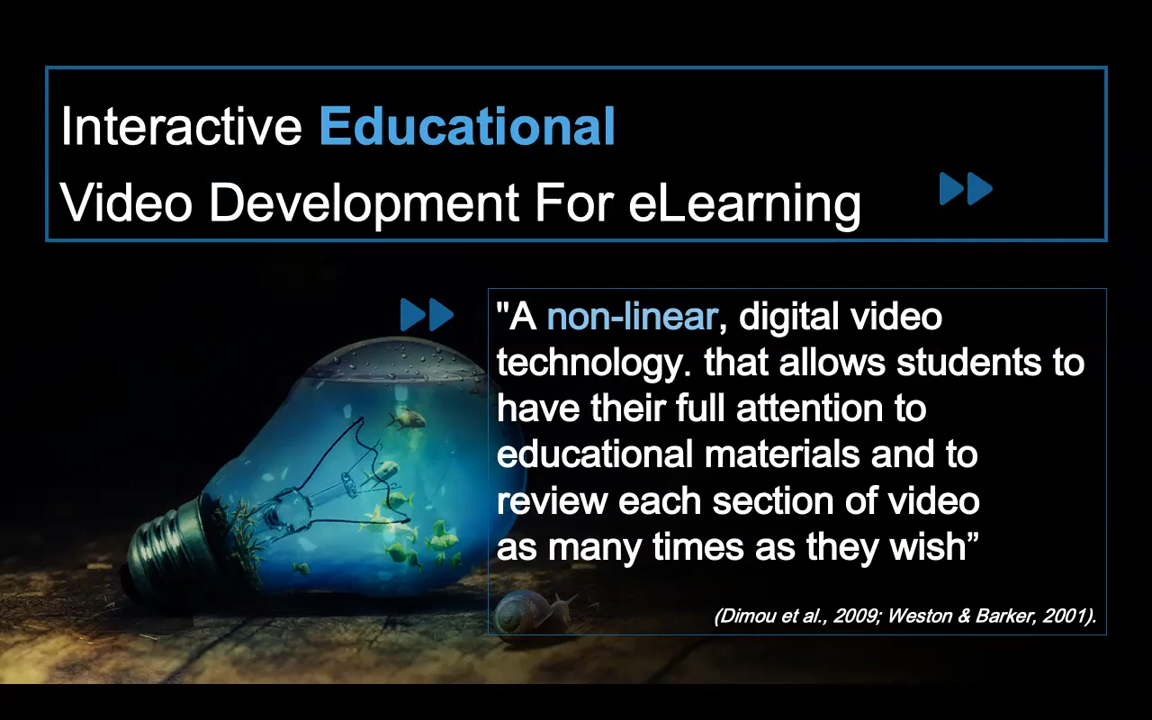 Interactive Educational
Video Development For eLearning
"A non-linear, digital video
technology. that allows students to
have their full attention to
educational materials and to
review each section of video
as many times as they wish”
(Dimou et al., 2009; Weston & Barker, 2001).